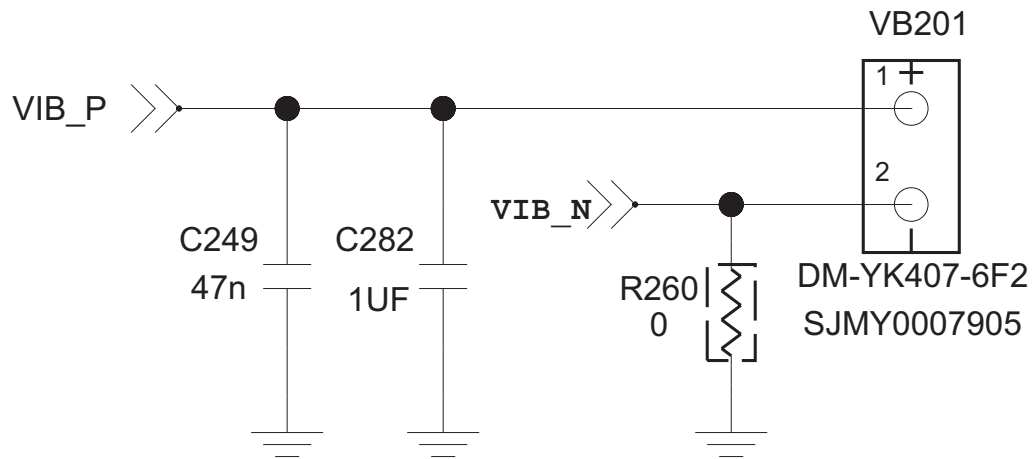 VB201
1 +
VIB_P
2
VIB_N
C249
47n
C282
1UF
R260
0
DM-YK407-6F2
SJMY0007905